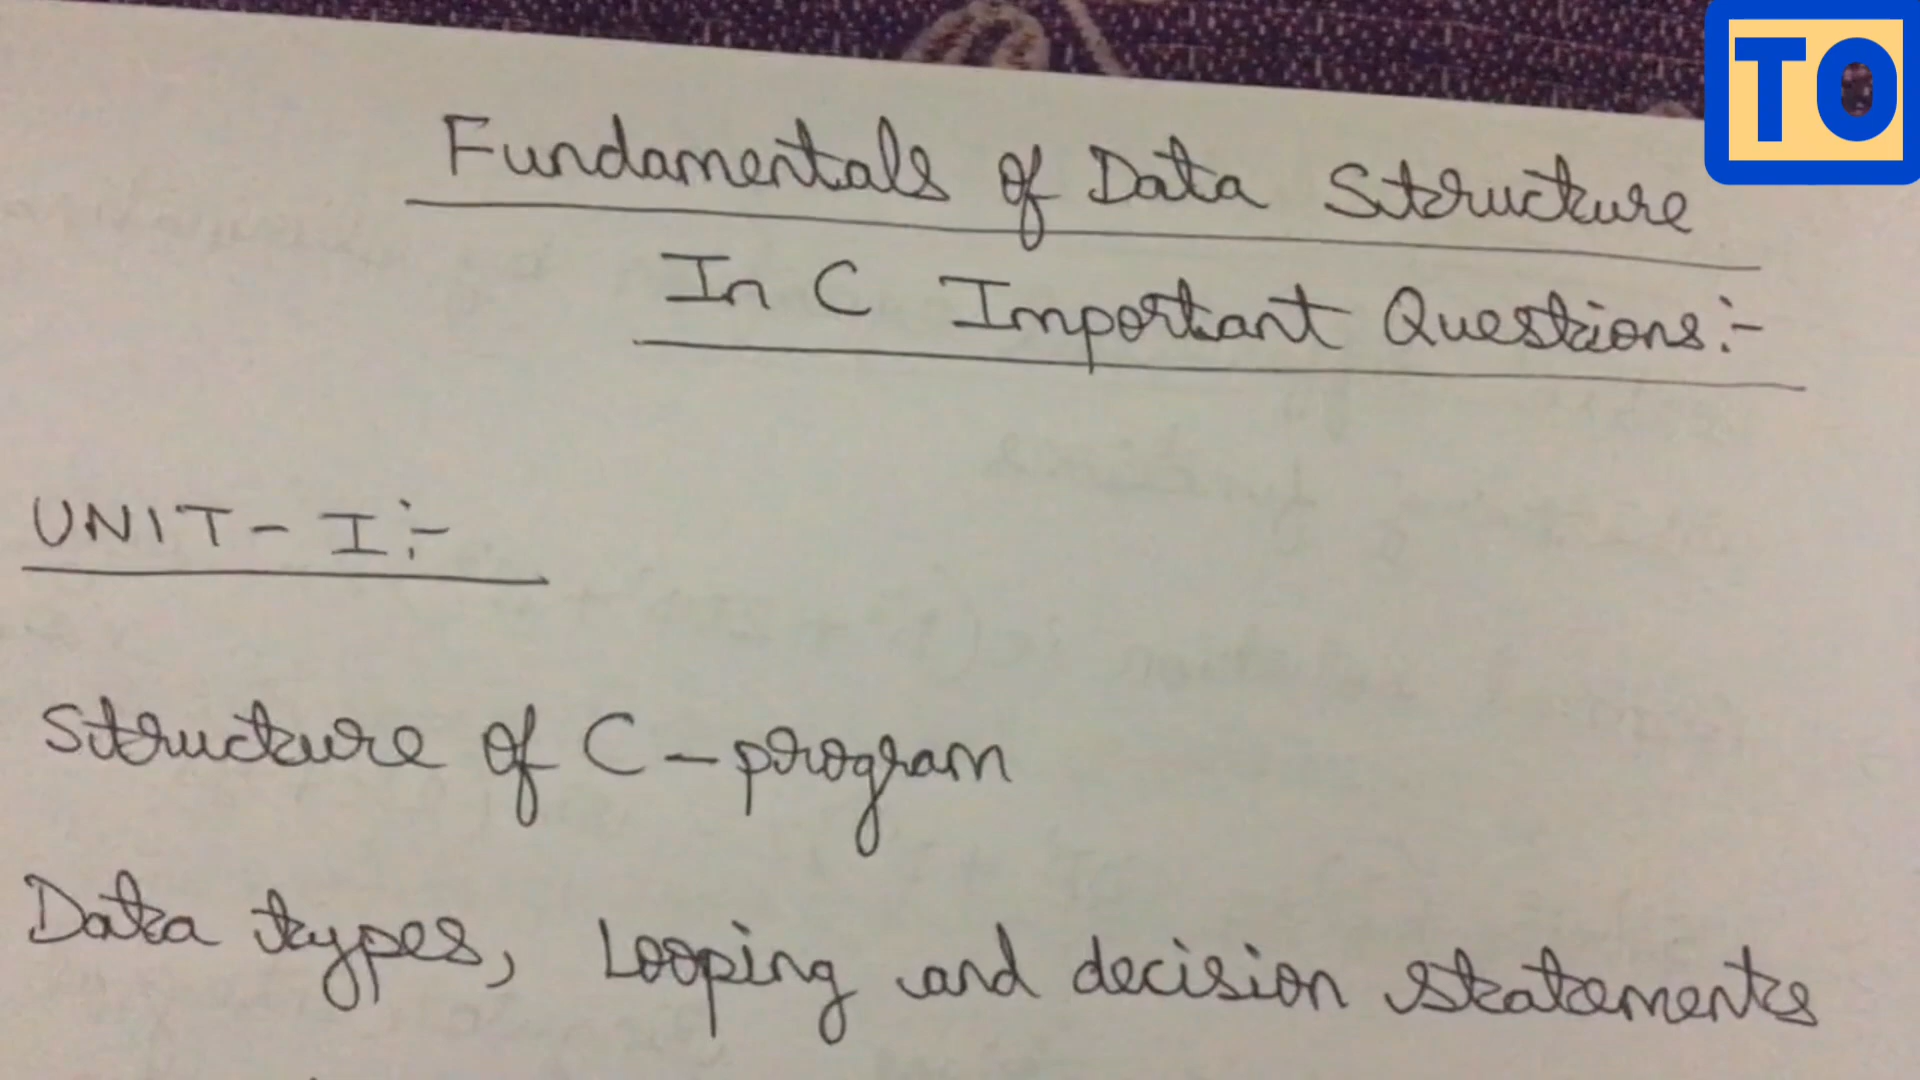 TO
Fundamentals of Data Structure
In C Important Questions:-
UNIT - I :-
Structure of C - program
Data types, Looping and decision statements